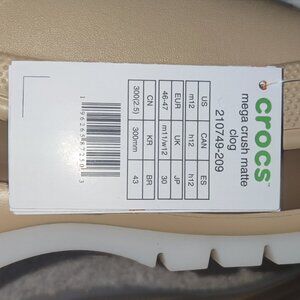 crocs™
mega crush matte
clog
210749-209
US CAN ES
m12 h12 h12
EUR UK JP
46-47 m11/w12 30
CN KR BR
300(2.5) 300mm 43